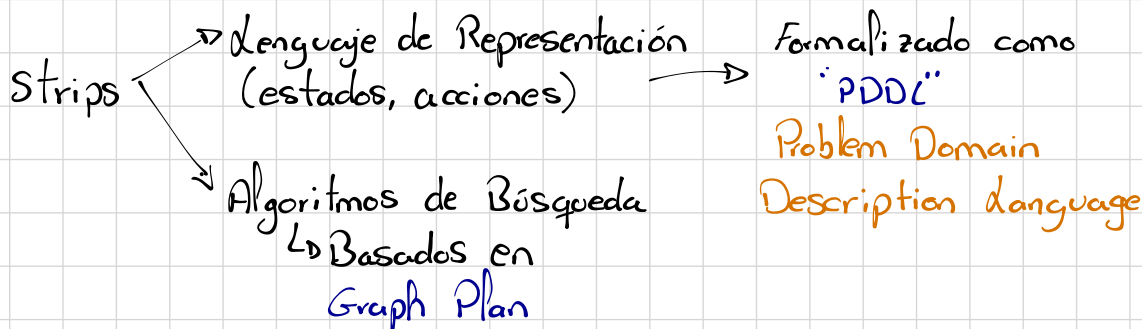 Strips
Lenguaje de Representación
(estados, acciones)
Formalizado como
"PDDL"
Problem Domain
Description Language
Algoritmos de Búsqueda
Basados en
Graph Plan